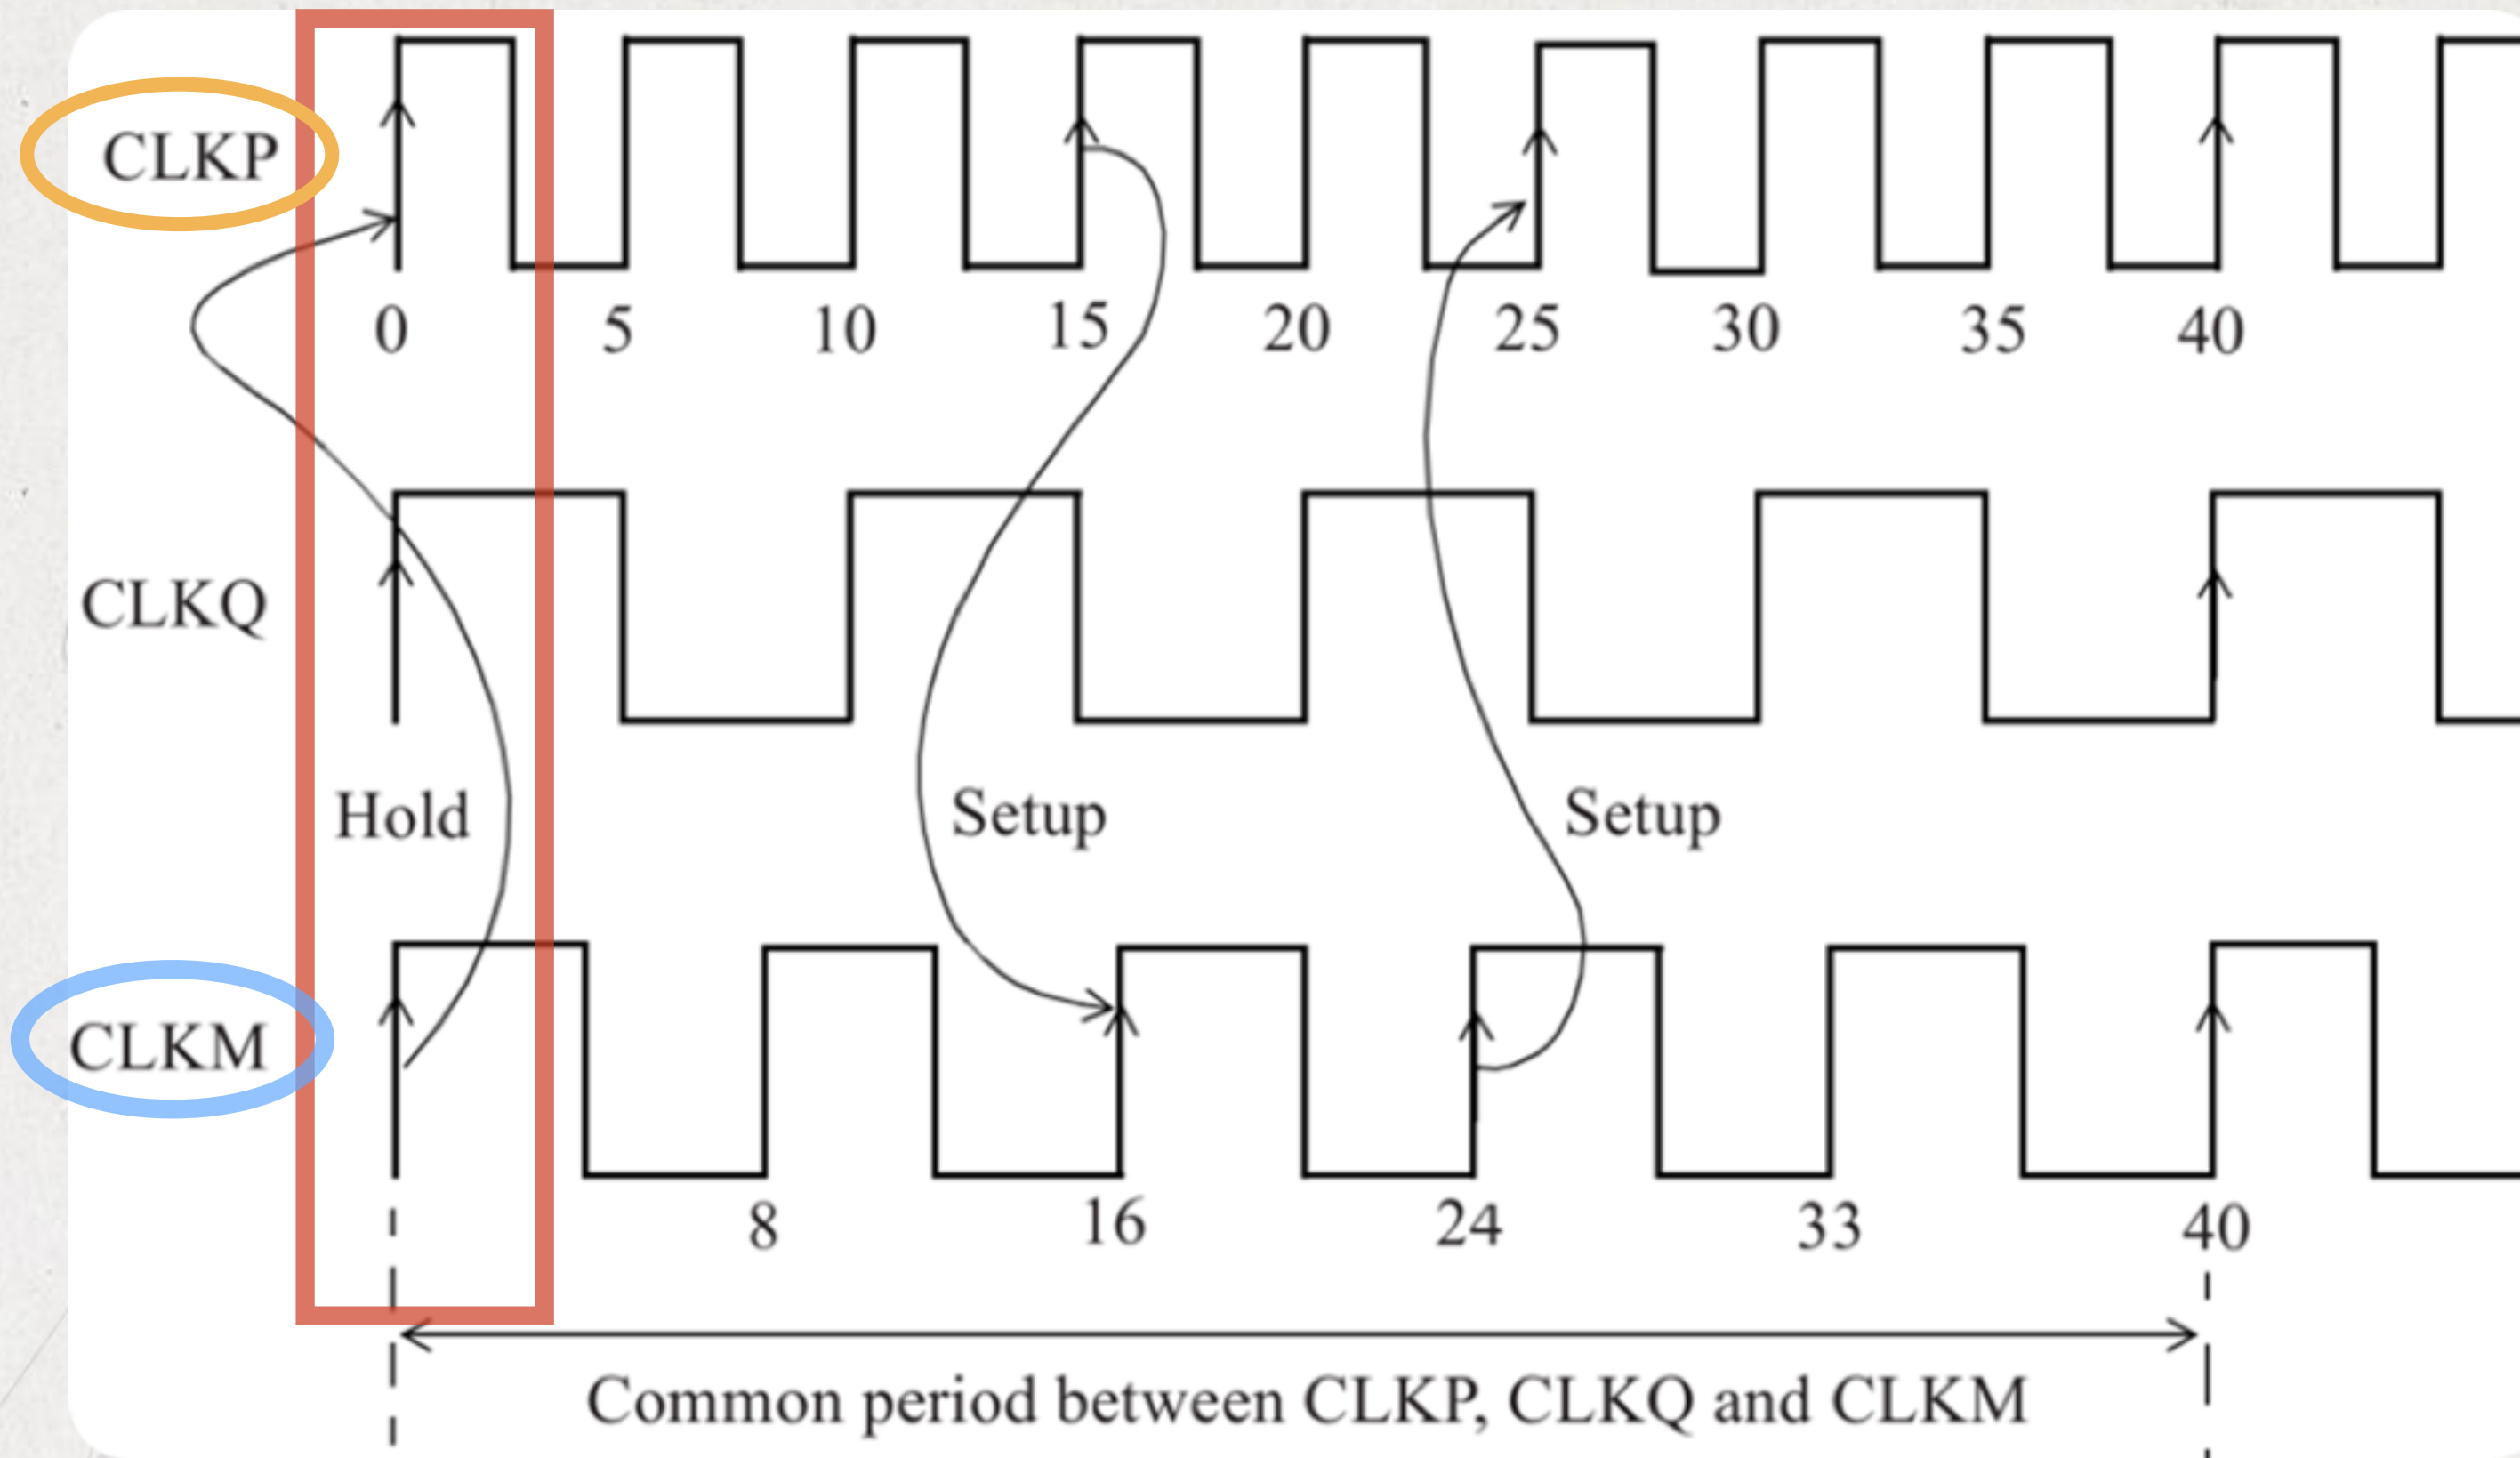 CLKP
0 5 10 15 20 25 30 35 40
CLKQ
Hold Setup Setup
CLKM
8 16 24 33 40
Common period between CLKP, CLKQ and CLKM